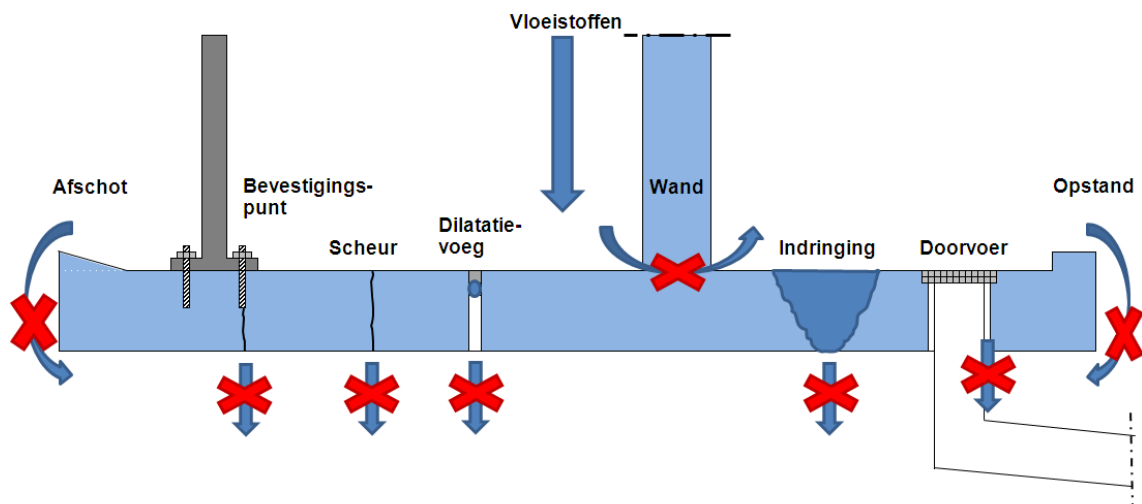 Vloeistoffen
Afschot
Bevestigings-
punt
Scheur
Dilatatie-
voeg
Wand
Indringing
Doorvoer
Opstand